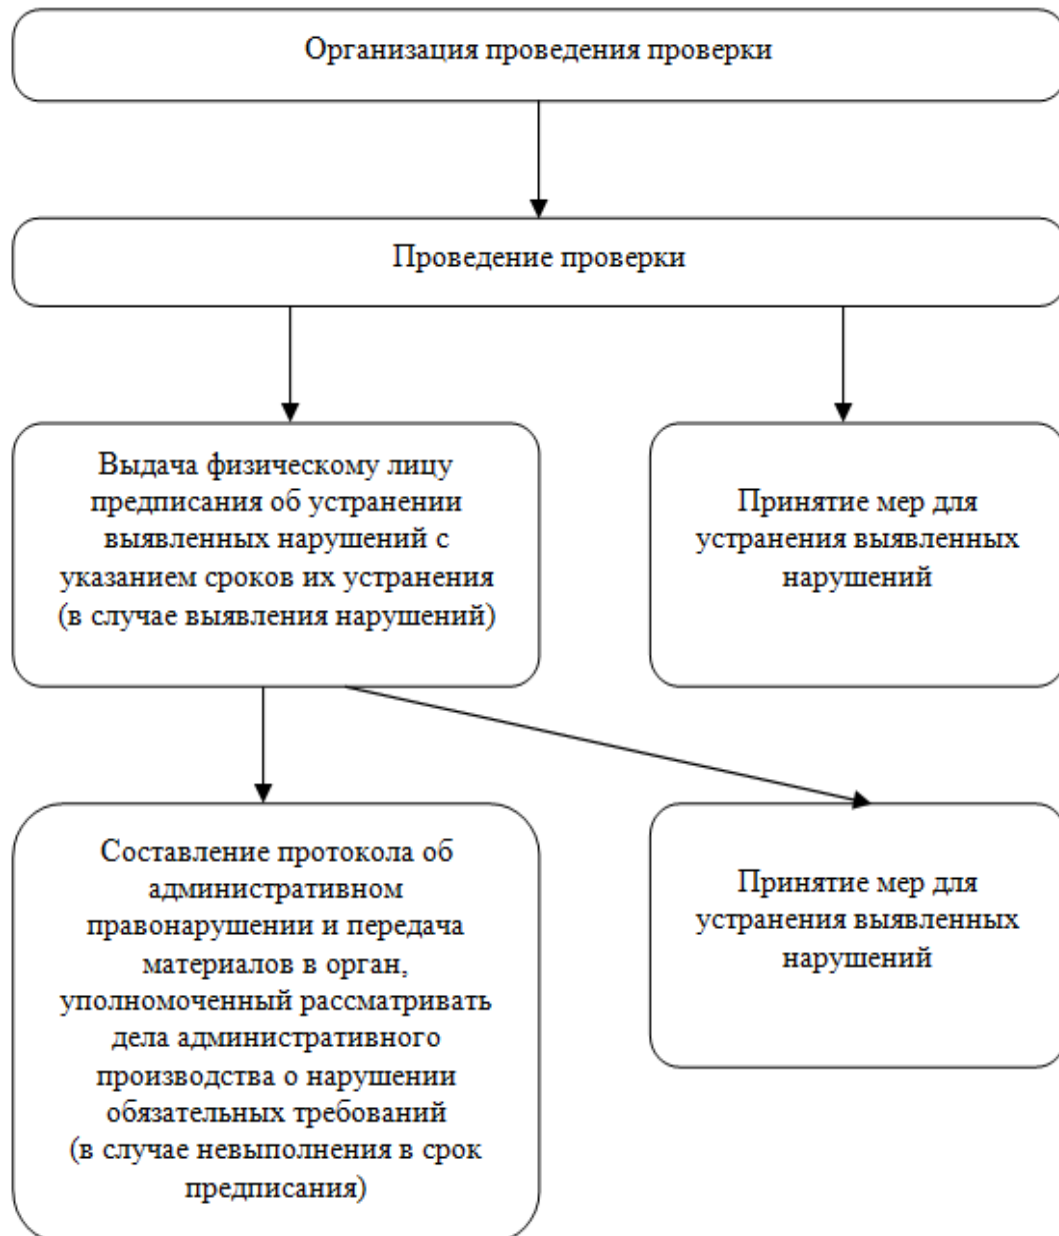 Организация проведения проверки
Проведение проверки
Выдача физическому лицу
предписания об устранении
выявленных нарушений с
указанием сроков их устранения
(в случае выявления нарушений)
Принятие мер для
устранения выявленных
нарушений
Составление протокола об
административном
правонарушении и передача
материалов в орган,
уполномоченный рассматривать
дела административного
производства о нарушении
обязательных требований
(в случае невыполнения в срок
предписания)
Принятие мер для
устранения выявленных
нарушений